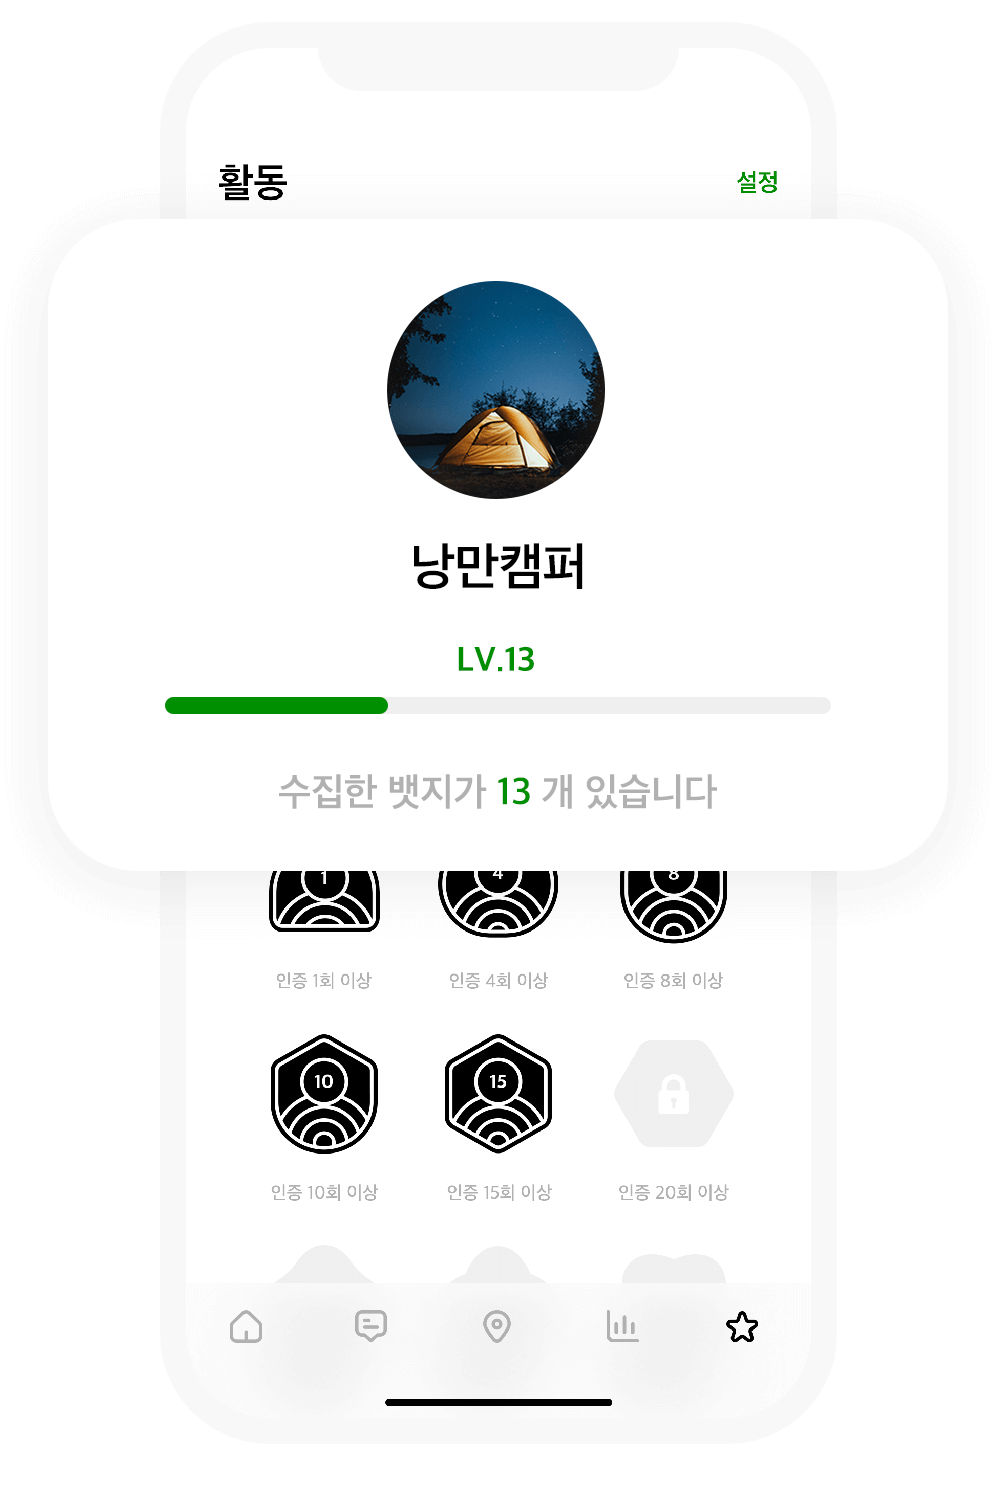 활동
설정
낭만캠퍼
LV.13
수집한 뱃지가 13 개 있습니다
1
4
8
인증 1회 이상
인증 4회 이상
인증 8회 이상
10
15
인증 10회 이상
인증 15회 이상
인증 20회 이상